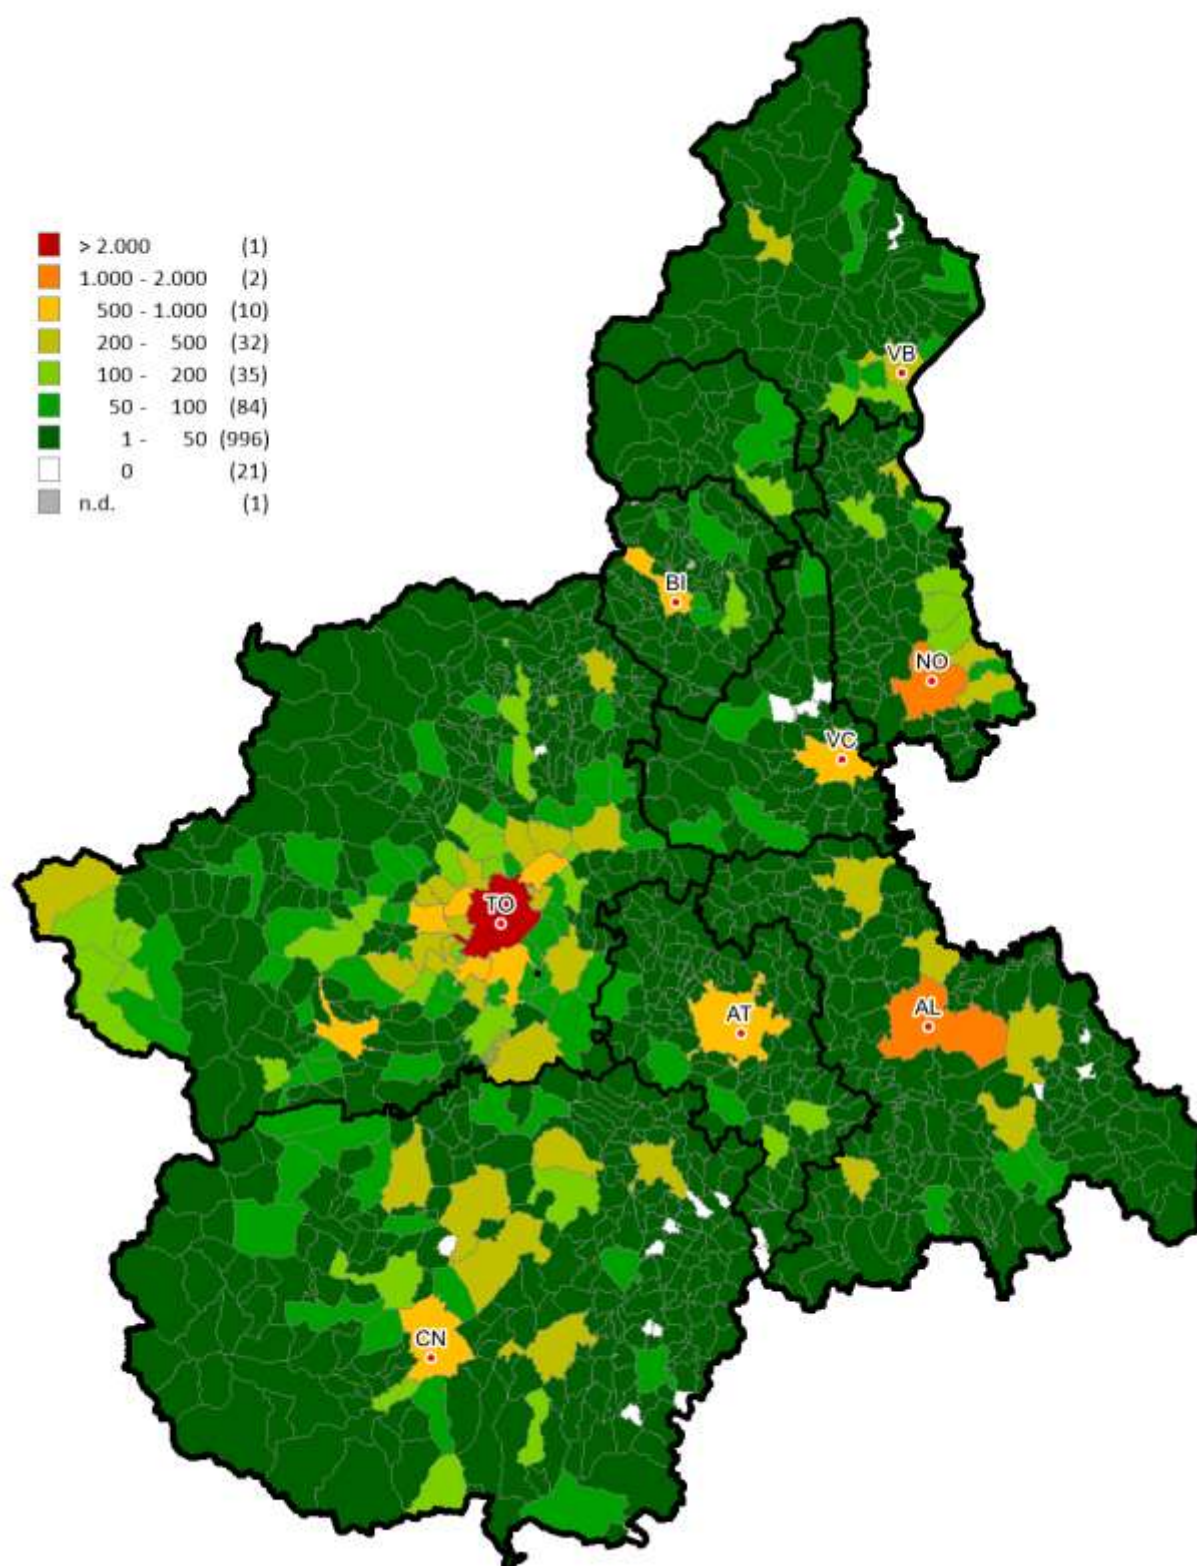 > 2.000 (1)
1.000 - 2.000 (2)
500 - 1.000 (10)
200 - 500 (32)
100 - 200 (35)
50 - 100 (84)
1 - 50 (996)
0 (21)
n.d. (1)
VB
BI
NO
VC
TO
AL
AT
CN